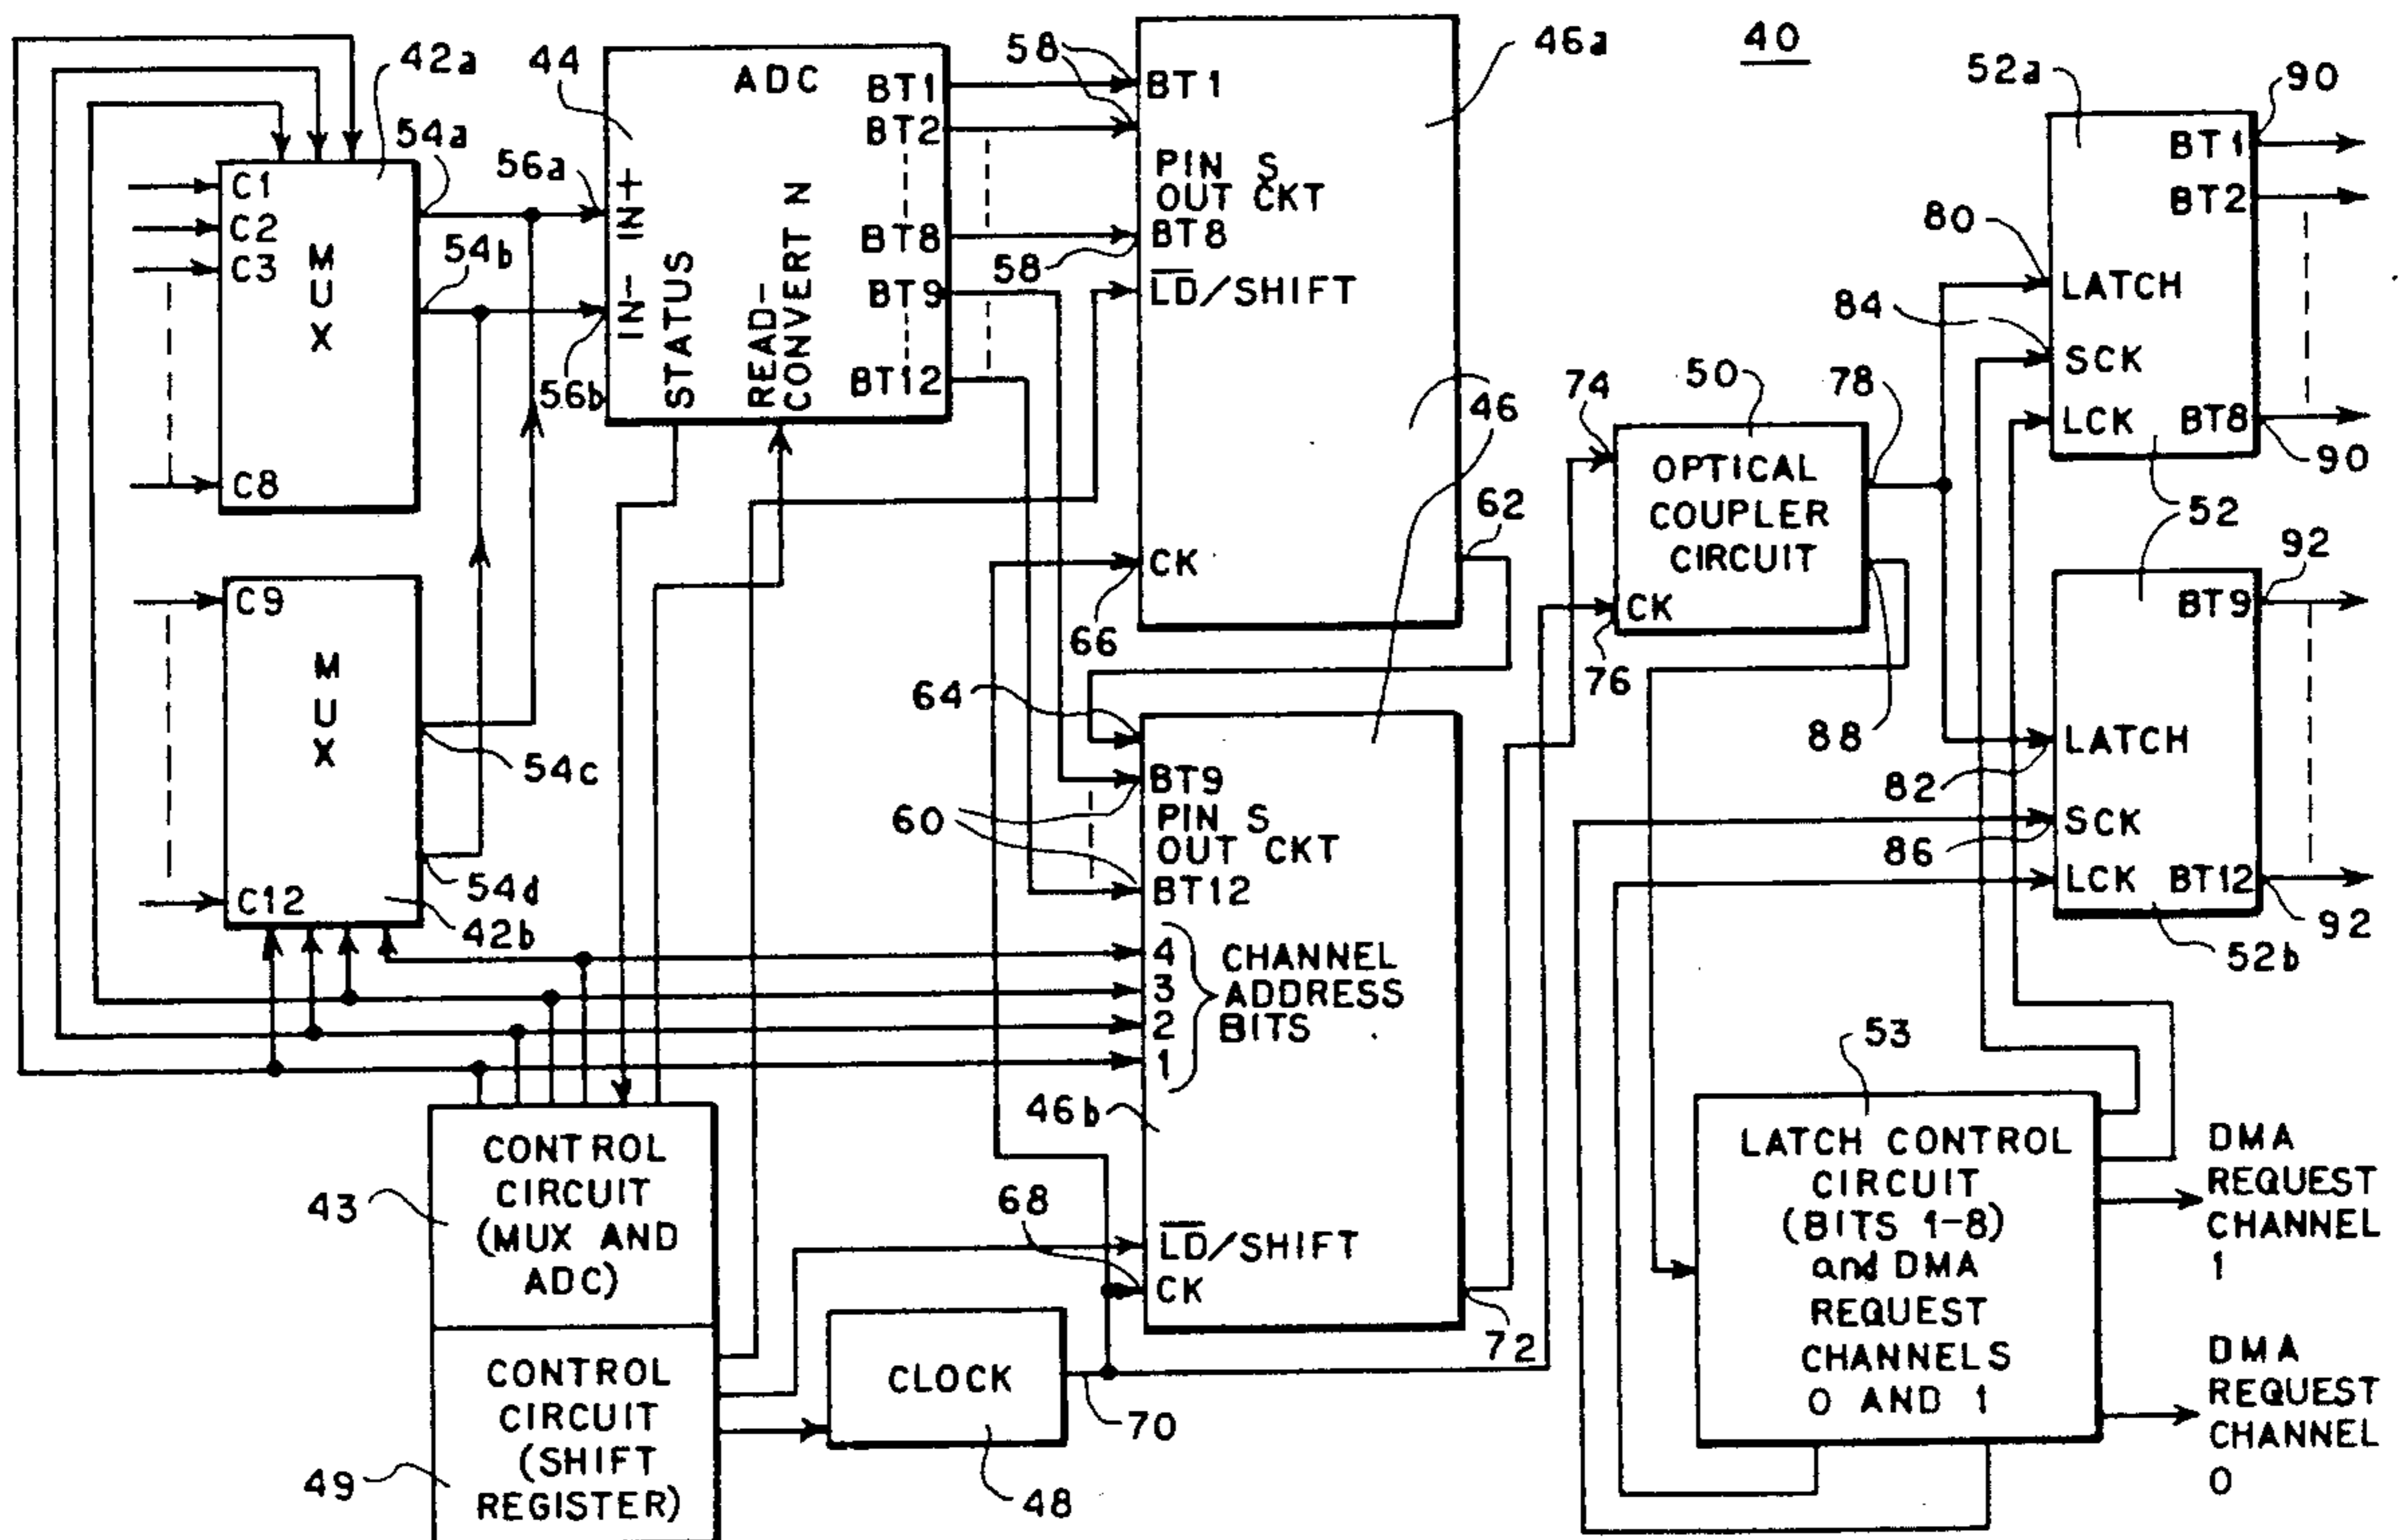 40
42a
C1
C2
C3
C8
MUX
54a
54b
C9
C12
MUX
54c
54d
42b
44
ADC
56a
IN+
IN-
56b
STATUS
READ-
CONVERT N
BT1
BT2
BT8
BT9
BT12
58
58
46a
BT1
PIN S
OUT CKT
BT8
LD/SHIFT
CK
66
62
46
64
60
BT9
PIN S
OUT CKT
BT12
4
3
2
1
CHANNEL
ADDRESS
BITS
46b
68
LD/SHIFT
CK
72
43
CONTROL
CIRCUIT
(MUX AND
ADC)
49
CONTROL
CIRCUIT
(SHIFT
REGISTER)
CLOCK
48
70
74
50
78
OPTICAL
COUPLER
CIRCUIT
CK
76
88
52a
90
BT1
BT2
80
LATCH
84
SCK
LCK
BT8
90
52
92
BT9
LATCH
82
SCK
86
LCK
BT12
92
52b
53
LATCH CONTROL
CIRCUIT
(BITS 1-8)
and DMA
REQUEST
CHANNELS
0 AND 1
DMA
REQUEST
CHANNEL
1
DMA
REQUEST
CHANNEL
0
58